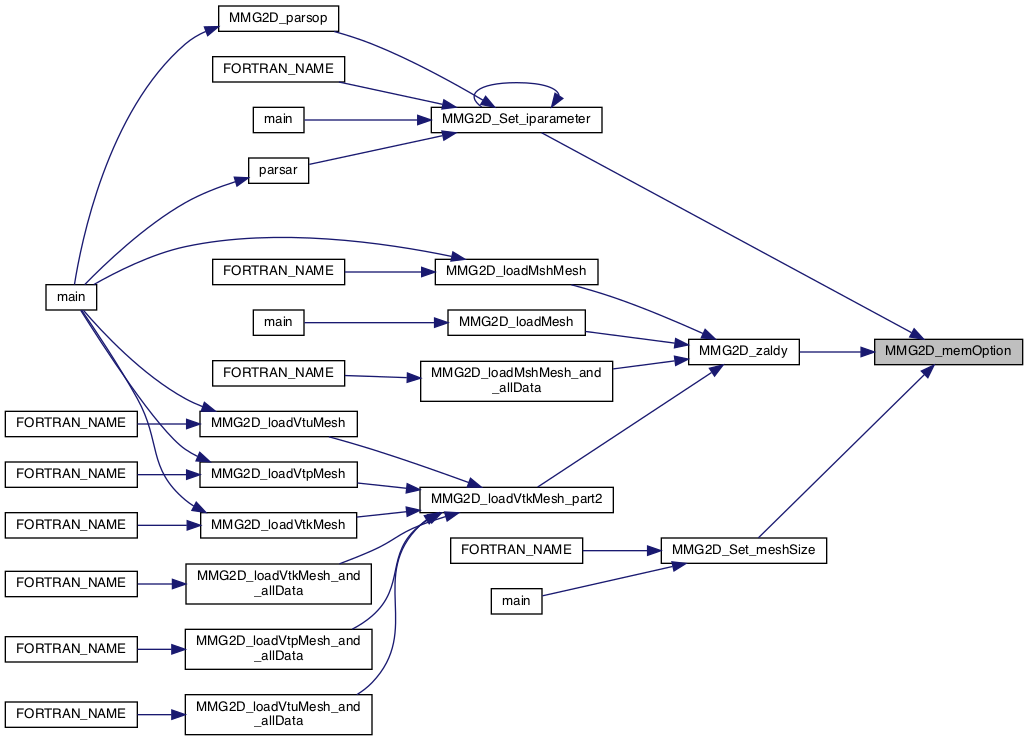 MMG2D_parsop
FORTRAN_NAME
main
MMG2D_Set_iparameter
parsar
FORTRAN_NAME
MMG2D_loadMshMesh
main
main
MMG2D_loadMesh
MMG2D_zaldy
MMG2D_memOption
FORTRAN_NAME
MMG2D_loadMshMesh_and
_allData
FORTRAN_NAME
MMG2D_loadVtuMesh
FORTRAN_NAME
MMG2D_loadVtpMesh
MMG2D_loadVtkMesh_part2
FORTRAN_NAME
MMG2D_loadVtkMesh
FORTRAN_NAME
MMG2D_Set_meshSize
FORTRAN_NAME
MMG2D_loadVtkMesh_and
_allData
main
FORTRAN_NAME
MMG2D_loadVtpMesh_and
_allData
FORTRAN_NAME
MMG2D_loadVtuMesh_and
_allData